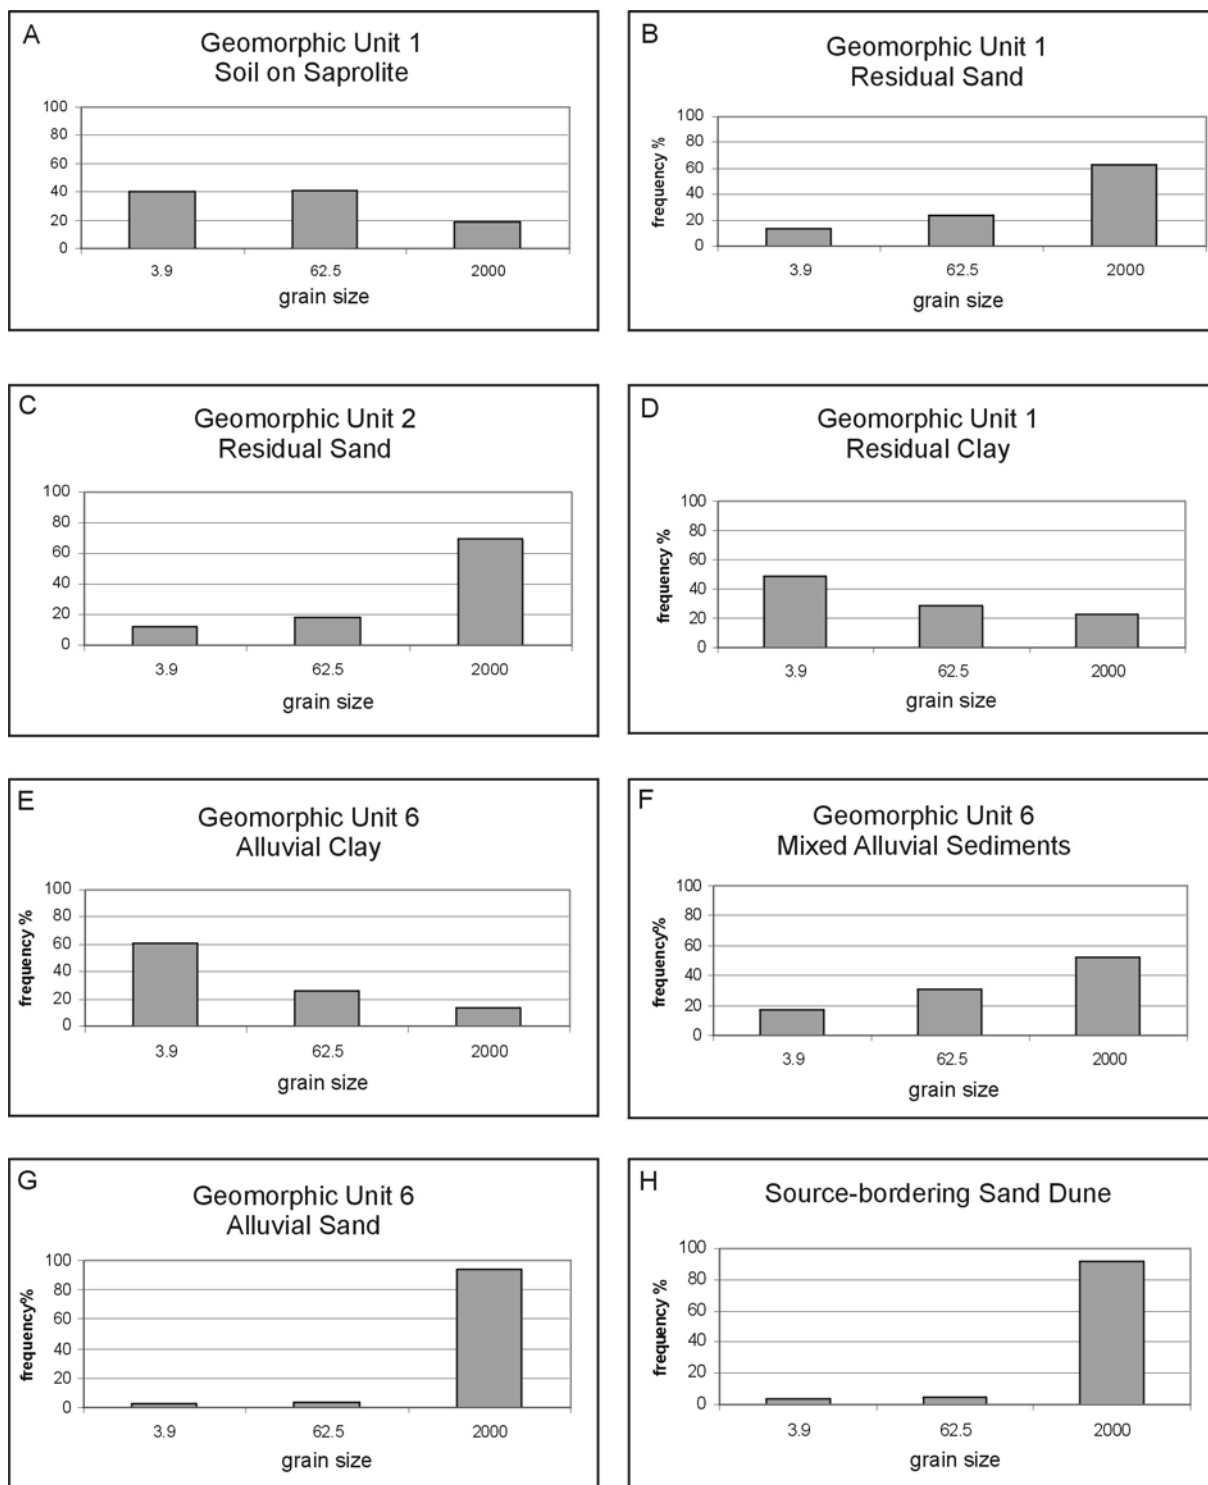 A
Geomorphic Unit 1
Soil on Saprolite
100
80
60
40
20
0
3.9 62.5 2000
grain size
B
Geomorphic Unit 1
Residual Sand
frequency %
100
80
60
40
20
0
3.9 62.5 2000
grain size
C
Geomorphic Unit 2
Residual Sand
100
80
60
40
20
0
3.9 62.5 2000
grain size
D
Geomorphic Unit 1
Residual Clay
frequency %
100
80
60
40
20
0
3.9 62.5 2000
grain size
E
Geomorphic Unit 6
Alluvial Clay
frequency %
100
80
60
40
20
0
3.9 62.5 2000
grain size
F
Geomorphic Unit 6
Mixed Alluvial Sediments
frequency%
100
80
60
40
20
0
3.9 62.5 2000
grain size
G
Geomorphic Unit 6
Alluvial Sand
frequency%
100
80
60
40
20
0
3.9 62.5 2000
grain size
H
Source-bordering Sand Dune
frequency %
100
80
60
40
20
0
3.9 62.5 2000
grain size